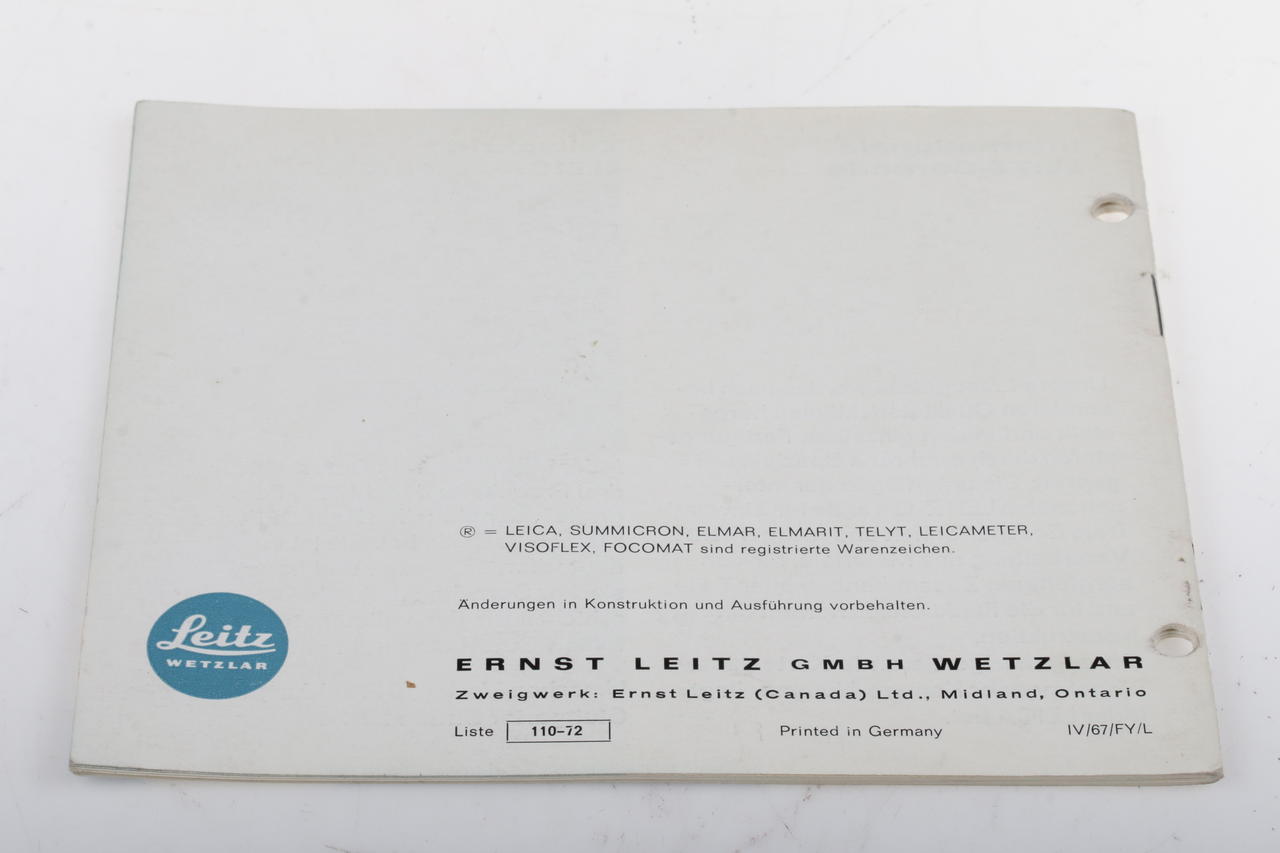 ® = LEICA, SUMMICRON, ELMAR, ELMARIT, TELYT, LEICAMETER,
VISOFLEX, FOCOMAT sind registrierte Warenzeichen.
Änderungen in Konstruktion und Ausführung vorbehalten.
Leitz
WETZLAR
ERNST LEITZ GMBH WETZLAR
Zweigwerk: Ernst Leitz (Canada) Ltd., Midland, Ontario
Liste 110-72 Printed in Germany IV/67/FY/L